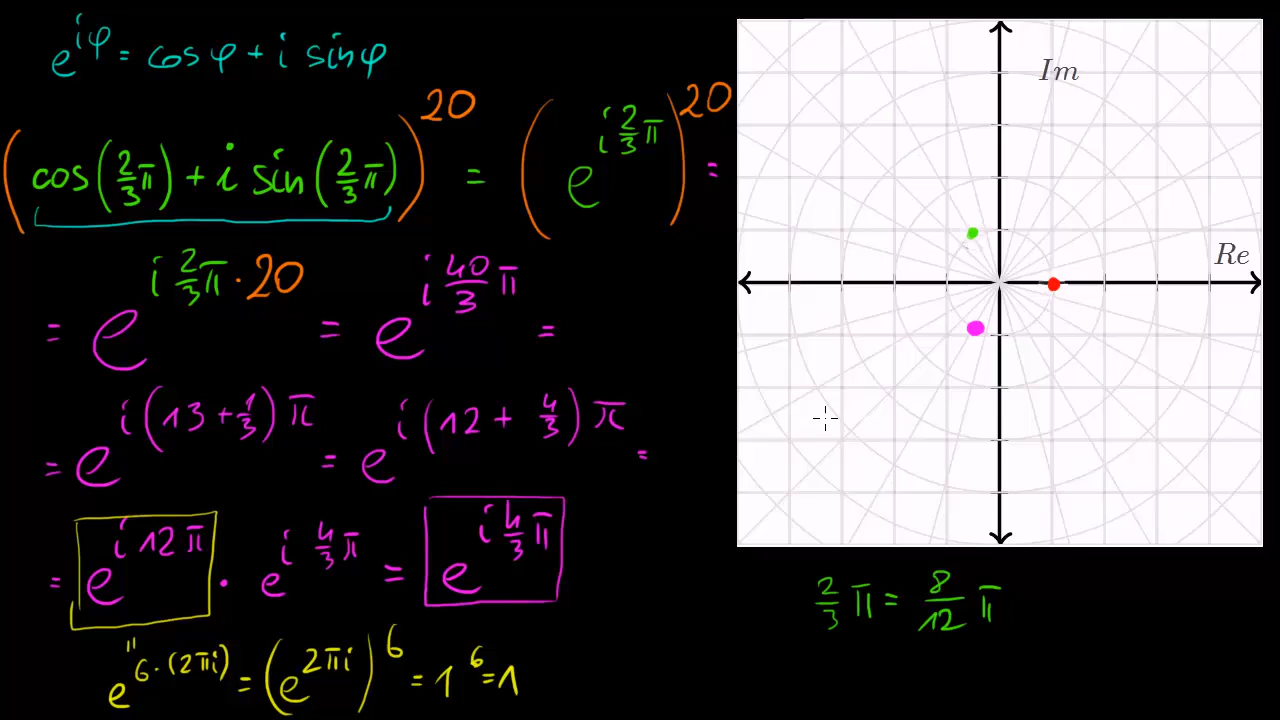 e^{iφ} = cos φ + i sin φ
(cos(2/3 π) + i sin(2/3 π))^{20} = (e^{i 2/3 π})^{20} =
= e^{i 2/3 π · 20} = e^{i 40/3 π} =
= e^{i(13 + 1/3)π} = e^{i(12 + 4/3)π} =
= e^{i 12 π} · e^{i 4/3 π} = e^{i 4/3 π}
"
e^{6·(2πi)} = (e^{2πi})^6 = 1^6 = 1
Im
Re
2/3 π = 8/12 π